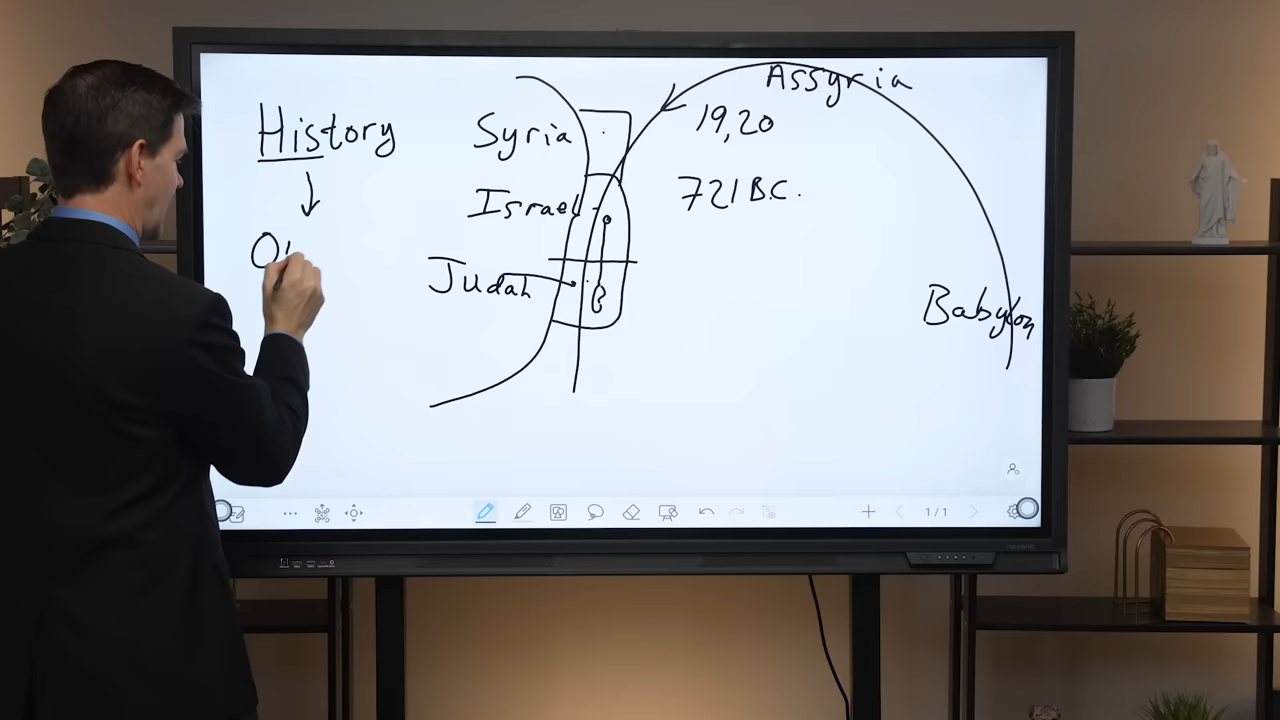 History
Syria
Israel
Judah
Assyria
19,20
721 B.C.
Babylon
1/1